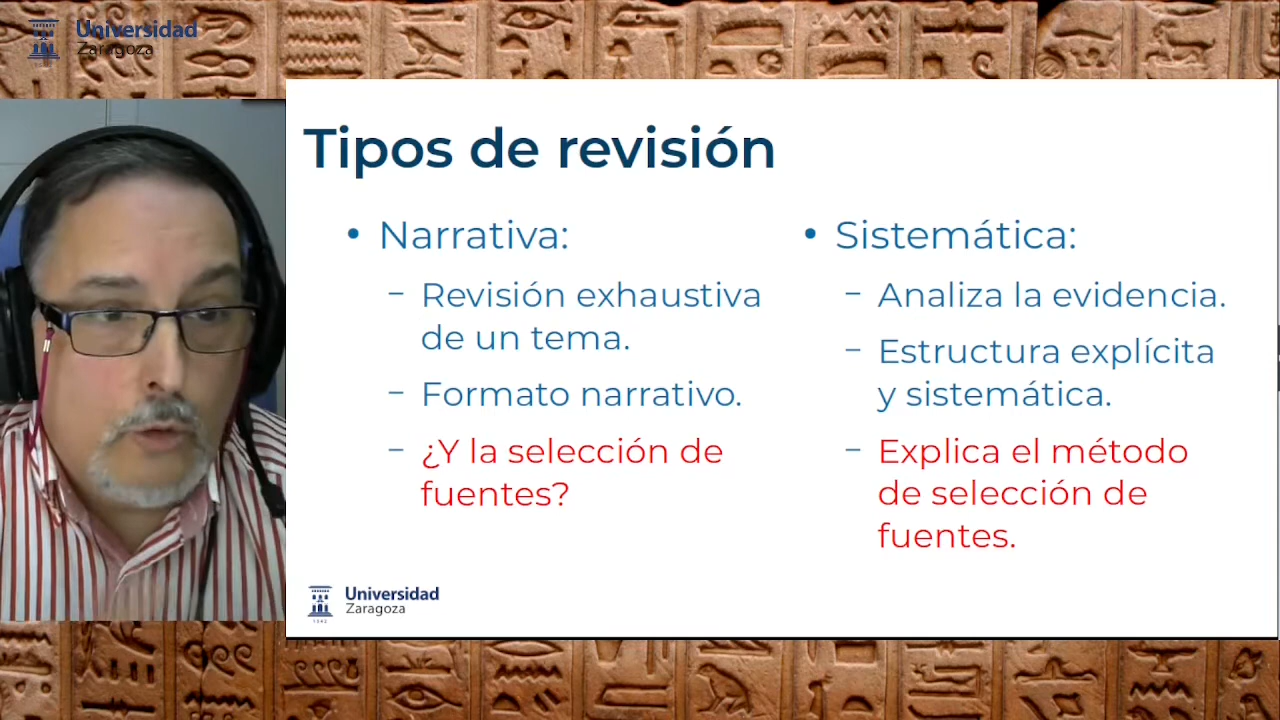 Universidad
Zaragoza
Tipos de revisión
• Narrativa:
– Revisión exhaustiva
de un tema.
– Formato narrativo.
– ¿Y la selección de
fuentes?
• Sistemática:
– Analiza la evidencia.
– Estructura explícita
y sistemática.
– Explica el método
de selección de
fuentes.
Universidad
Zaragoza
1542